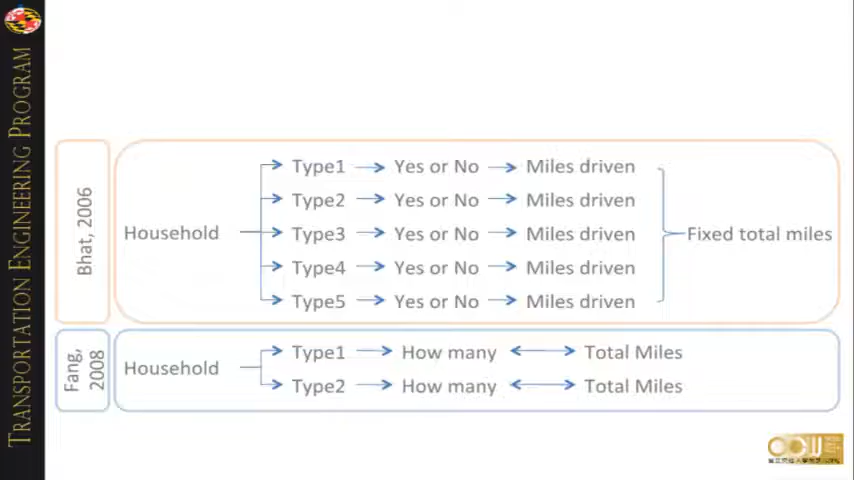 TRANSPORTATION ENGINEERING PROGRAM
Bhat, 2006
Household
Type1 Yes or No Miles driven
Type2 Yes or No Miles driven
Type3 Yes or No Miles driven
Type4 Yes or No Miles driven
Type5 Yes or No Miles driven
Fixed total miles
Fang, 2008
Household
Type1 How many Total Miles
Type2 How many Total Miles
OCW